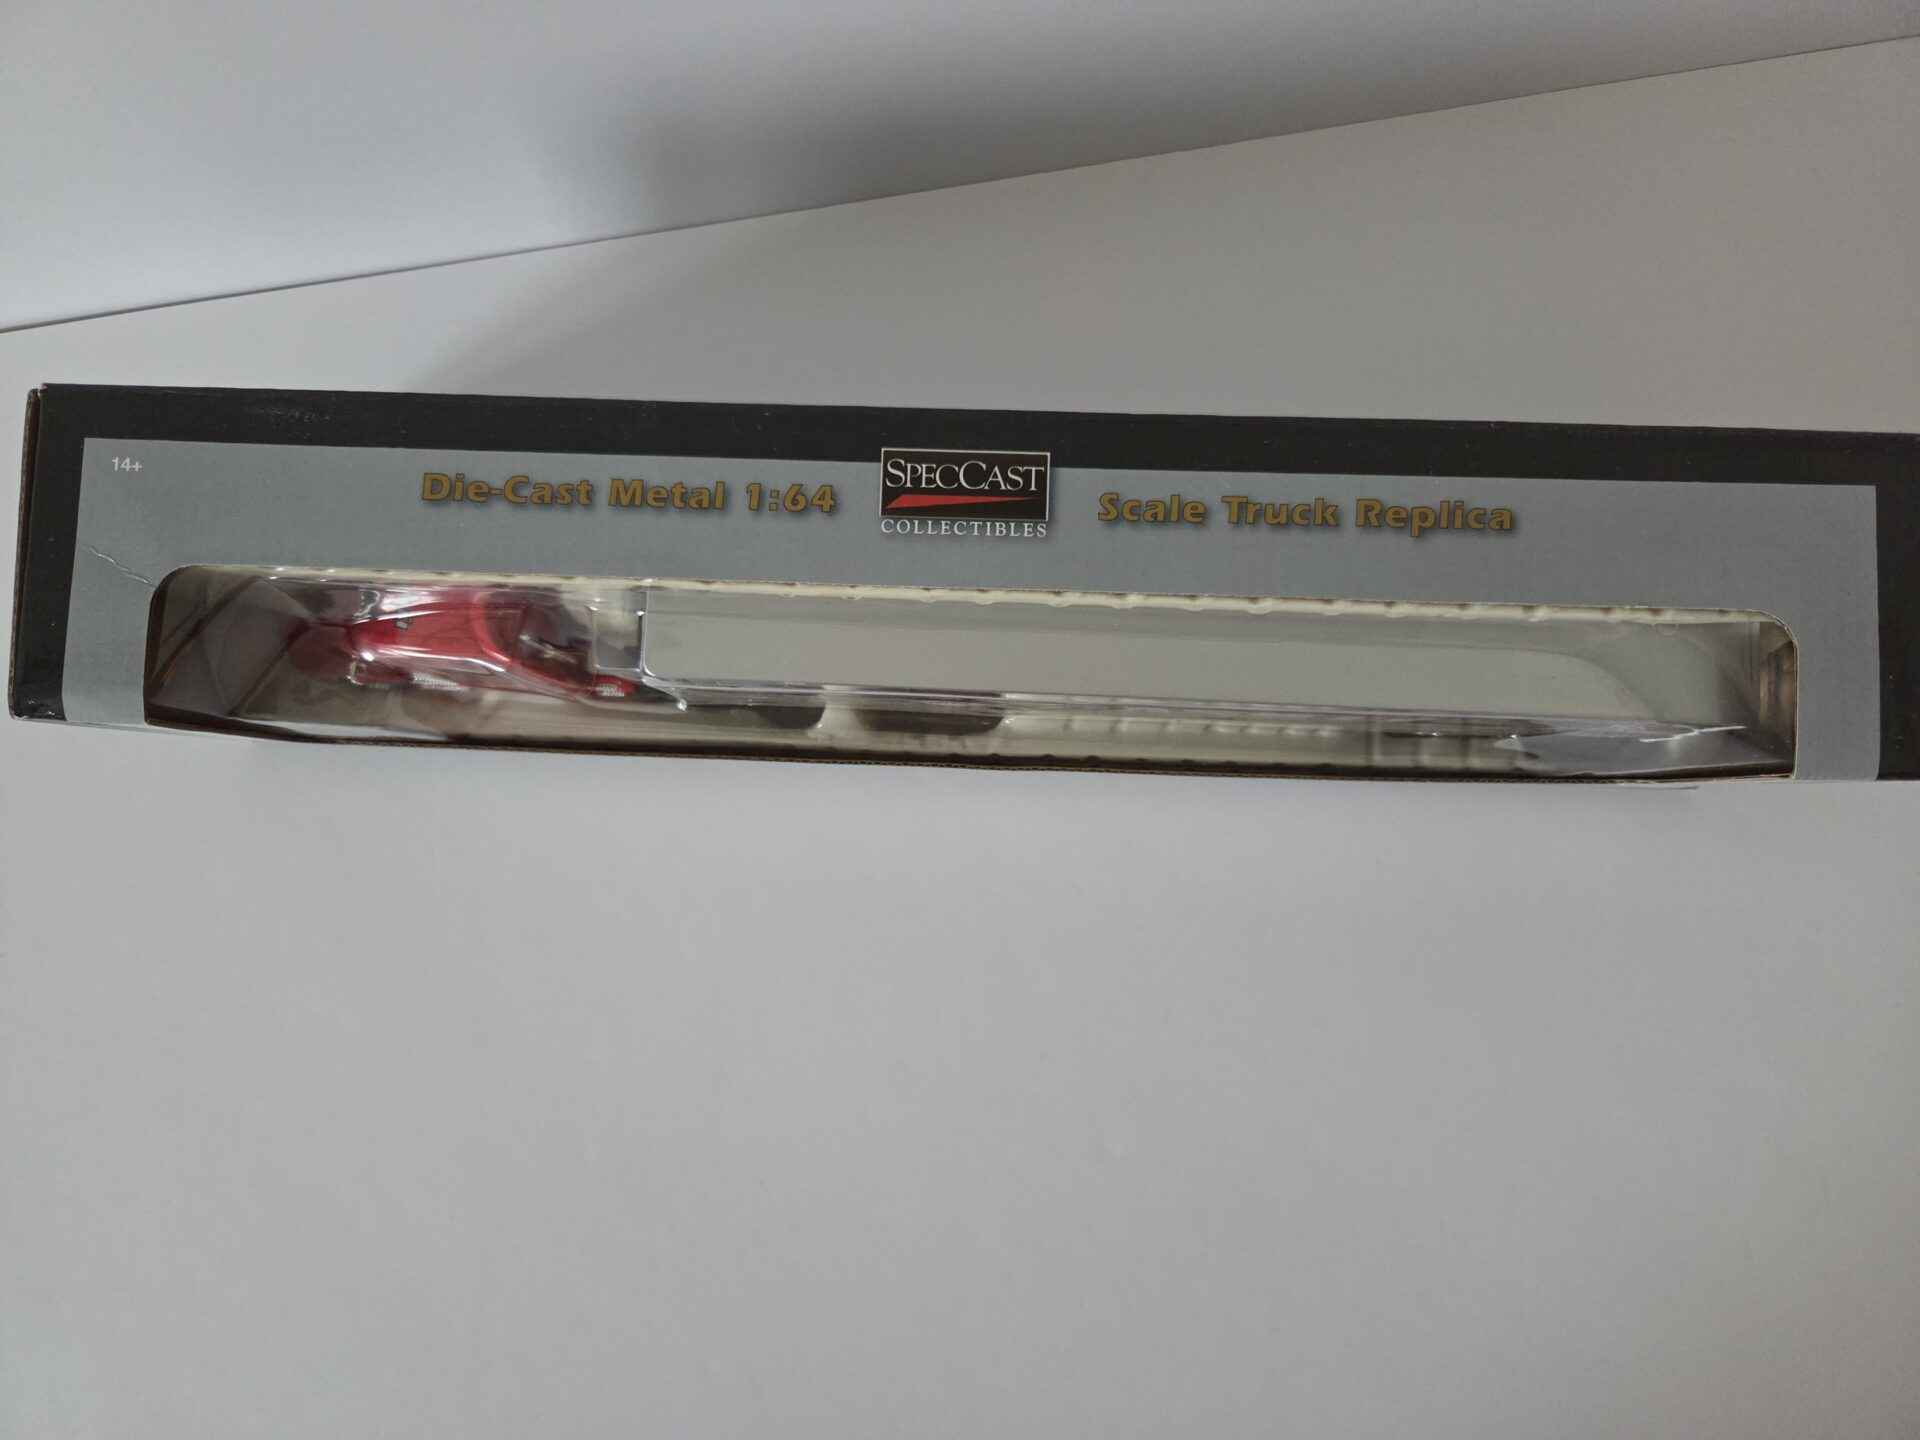 14+
Die-Cast Metal 1:64
SPECCAST
COLLECTIBLES
Scale Truck Replica